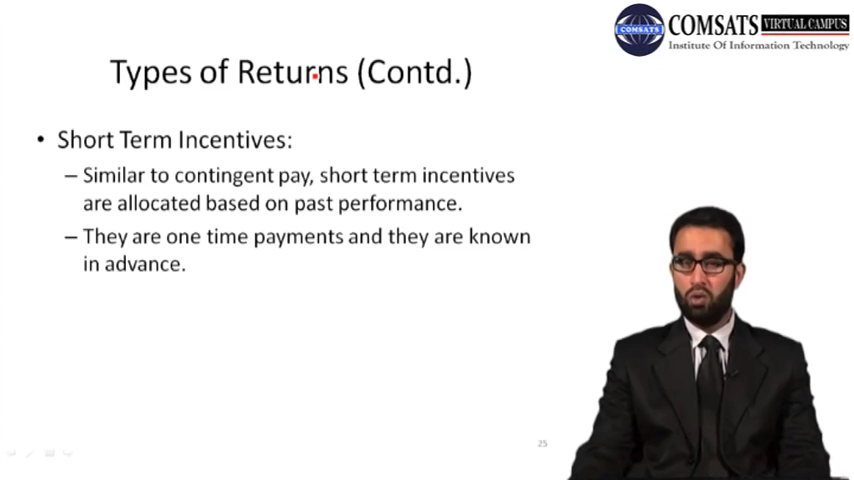 COMSATS VIRTUAL CAMPUS
COMSATS
Institute Of Information Technology
Types of Returns (Contd.)
• Short Term Incentives:
– Similar to contingent pay, short term incentives
are allocated based on past performance.
– They are one time payments and they are known
in advance.
25